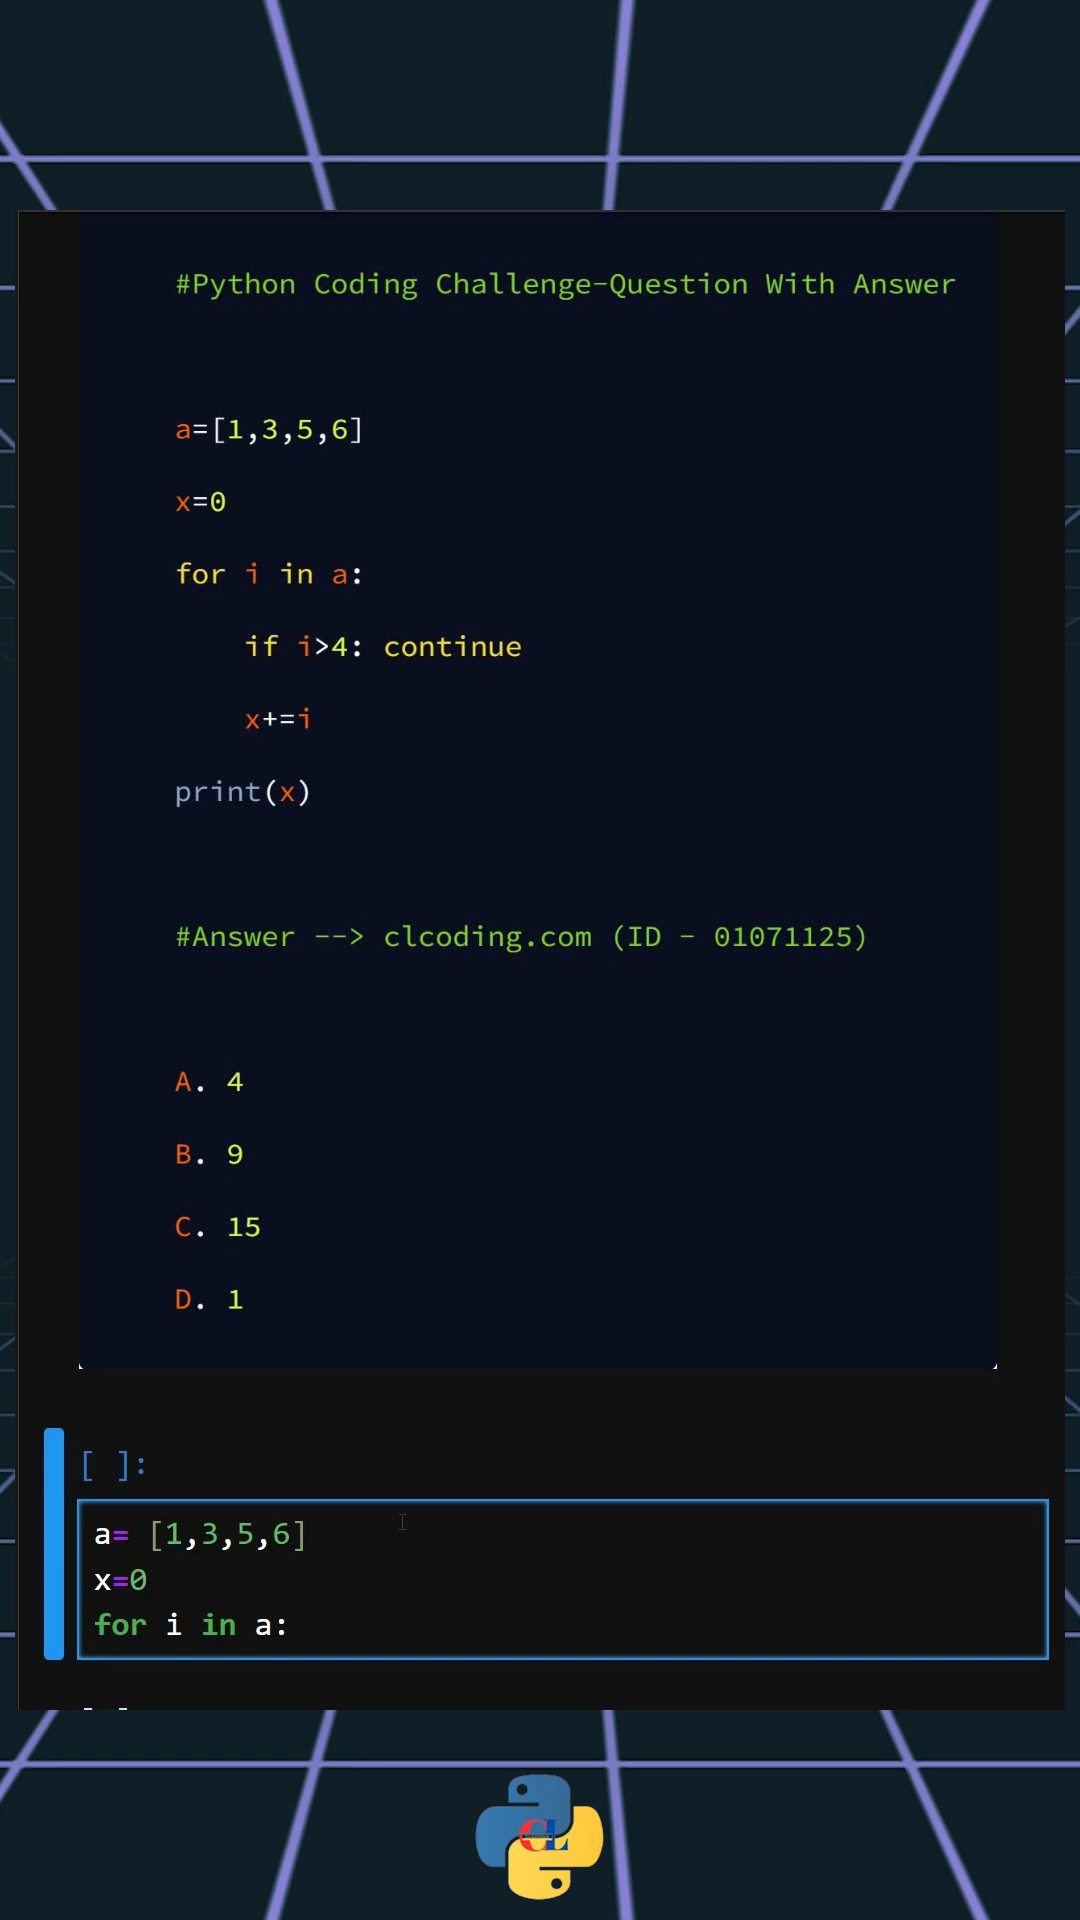 #Python Coding Challenge-Question With Answer
a=[1,3,5,6]
x=0
for i in a:
    if i>4: continue
    x+=i
print(x)
#Answer --> clcoding.com (ID - 01071125)
A. 4
B. 9
C. 15
D. 1
[ ]:
a= [1,3,5,6]
x=0
for i in a:
CL